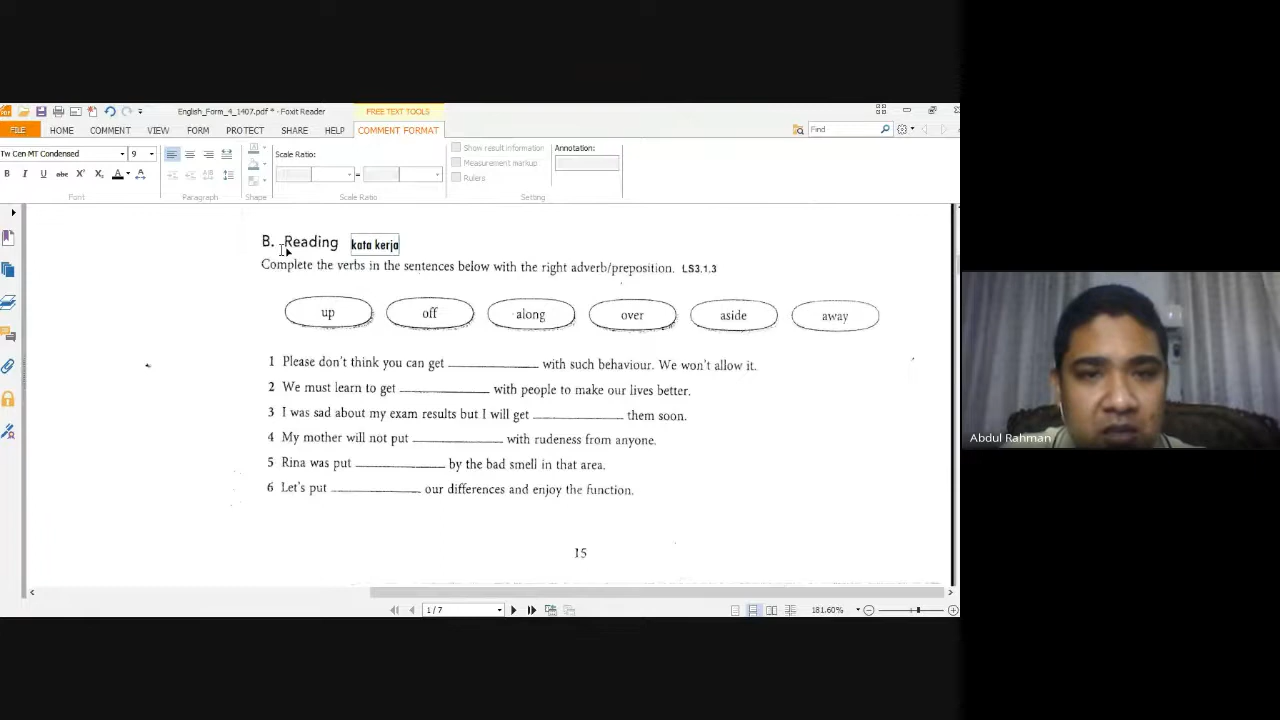 English_Form_4_1407.pdf * - Foxit Reader
FREE TEXT TOOLS
FILE HOME COMMENT VIEW FORM PROTECT SHARE HELP COMMENT FORMAT
Find
Tw Cen MT Condensed 9
Scale Ratio:
Show result information
Annotation:
Measurement markup
=
Rulers
B I U abc X² X₂ A A
Font Paragraph Shape Scale Ratio Setting
B. Reading kata kerja
Complete the verbs in the sentences below with the right adverb/preposition. LS3.1.3
up off along over aside away
1 Please don't think you can get ____________ with such behaviour. We won't allow it.
2 We must learn to get ____________ with people to make our lives better.
3 I was sad about my exam results but I will get ____________ them soon.
4 My mother will not put ____________ with rudeness from anyone.
5 Rina was put ____________ by the bad smell in that area.
6 Let's put ____________ our differences and enjoy the function.
15
1 / 7
181.60%
Abdul Rahman